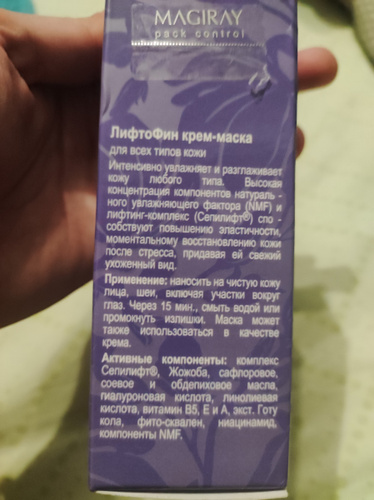 MAGIRAY
pack control
ЛифтоФин крем-маска
для всех типов кожи
Интенсивно увлажняет и разглаживает
кожу любого типа. Высокая
концентрация компонентов натураль -
ного увлажняющего фактора (NMF) и
лифтинг-комплекс (Сепилифт®) спо -
собствуют повышению эластичности,
моментальному восстановлению кожи
после стресса, придавая ей свежий
ухоженный вид.
Применение: наносить на чистую кожу
лица, шеи, включая участки вокруг
глаз. Через 15 мин., смыть водой или
промокнуть излишки. Маска может
также использоваться в качестве
крема.
Активные компоненты: комплекс
Сепилифт®, Жожоба, сафлоровое,
соевое и обдепиховое масла,
гиалуроновая кислота, линолиевая
кислота, витамин B5, Е и А, экст. Готу
кола, фито-сквален, ниацинамид,
компоненты NMF.